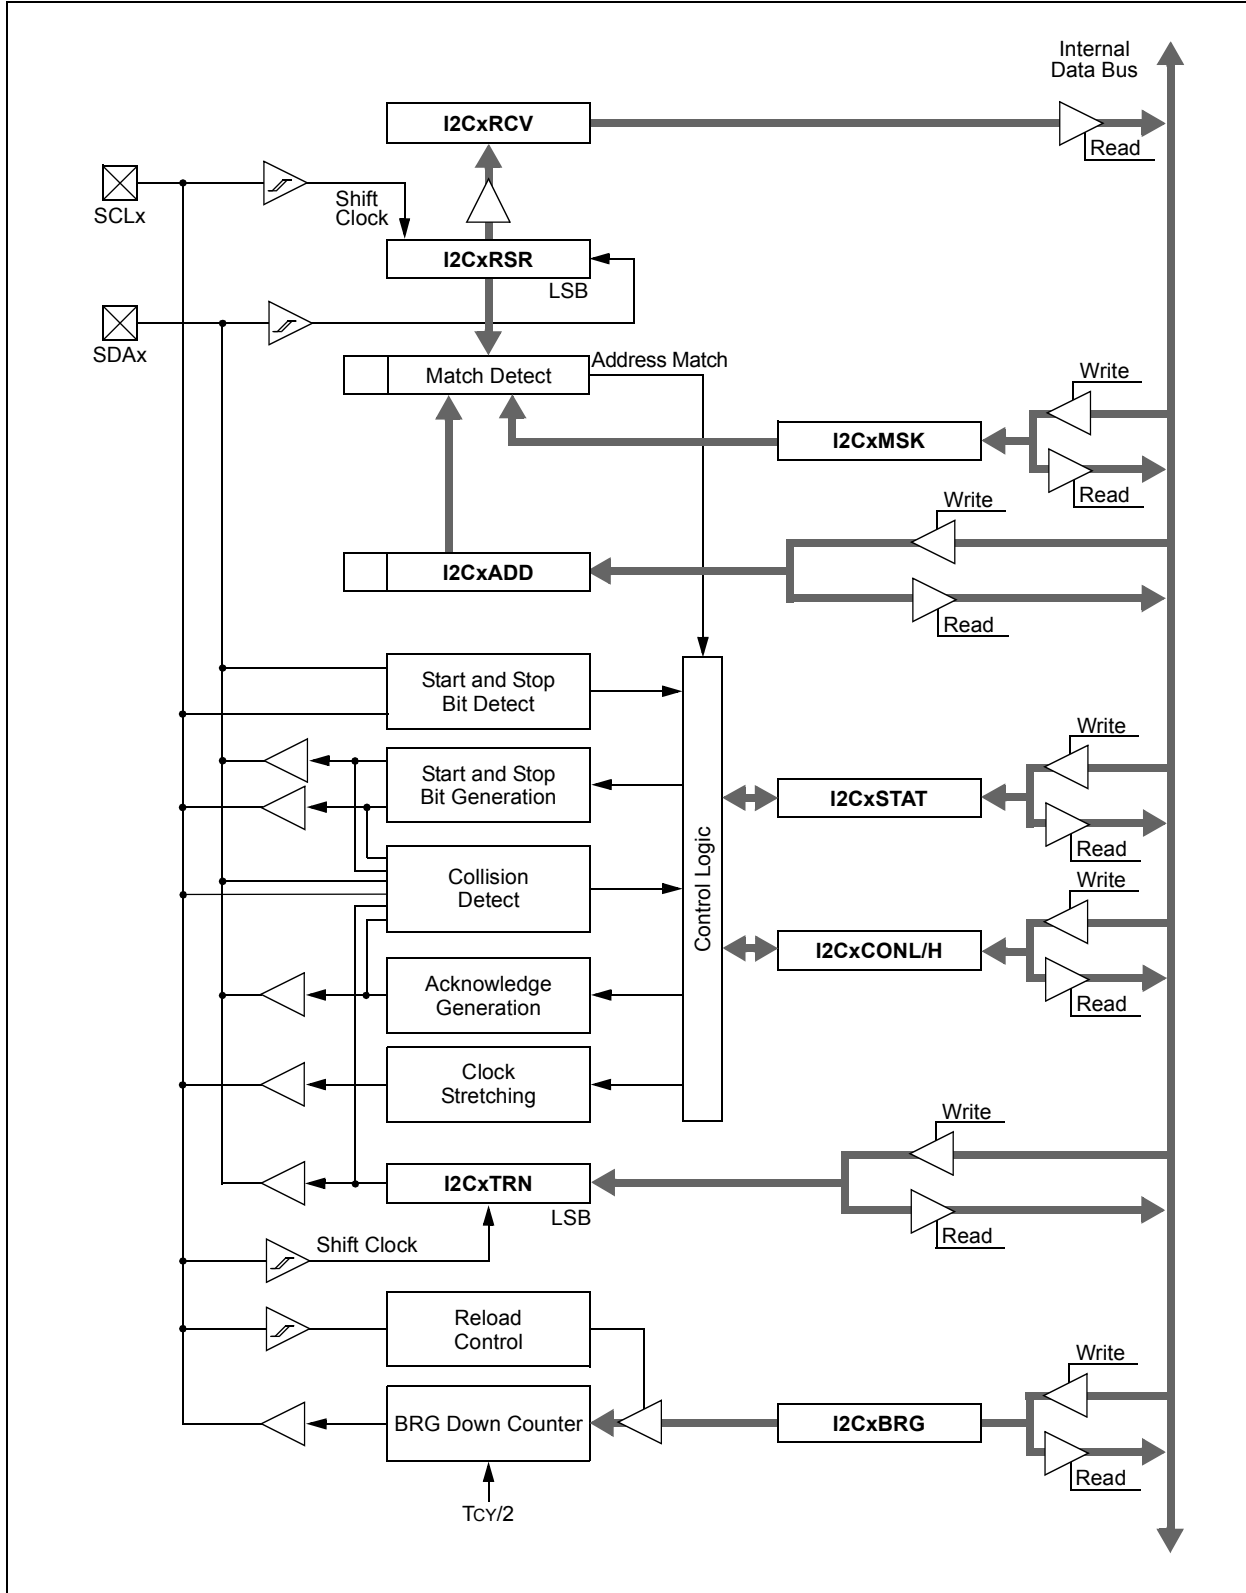 Internal
Data Bus
I2CxRCV
Read
SCLx
Shift
Clock
I2CxRSR
LSB
SDAx
Address Match
Match Detect
Write
I2CxMSK
Read
Write
I2CxADD
Read
Start and Stop
Bit Detect
Write
Start and Stop
Bit Generation
I2CxSTAT
Read
Control Logic
Collision
Detect
Write
I2CxCONL/H
Read
Acknowledge
Generation
Clock
Stretching
Write
I2CxTRN
LSB
Read
Shift Clock
Reload
Control
Write
BRG Down Counter
I2CxBRG
Read
TCY/2